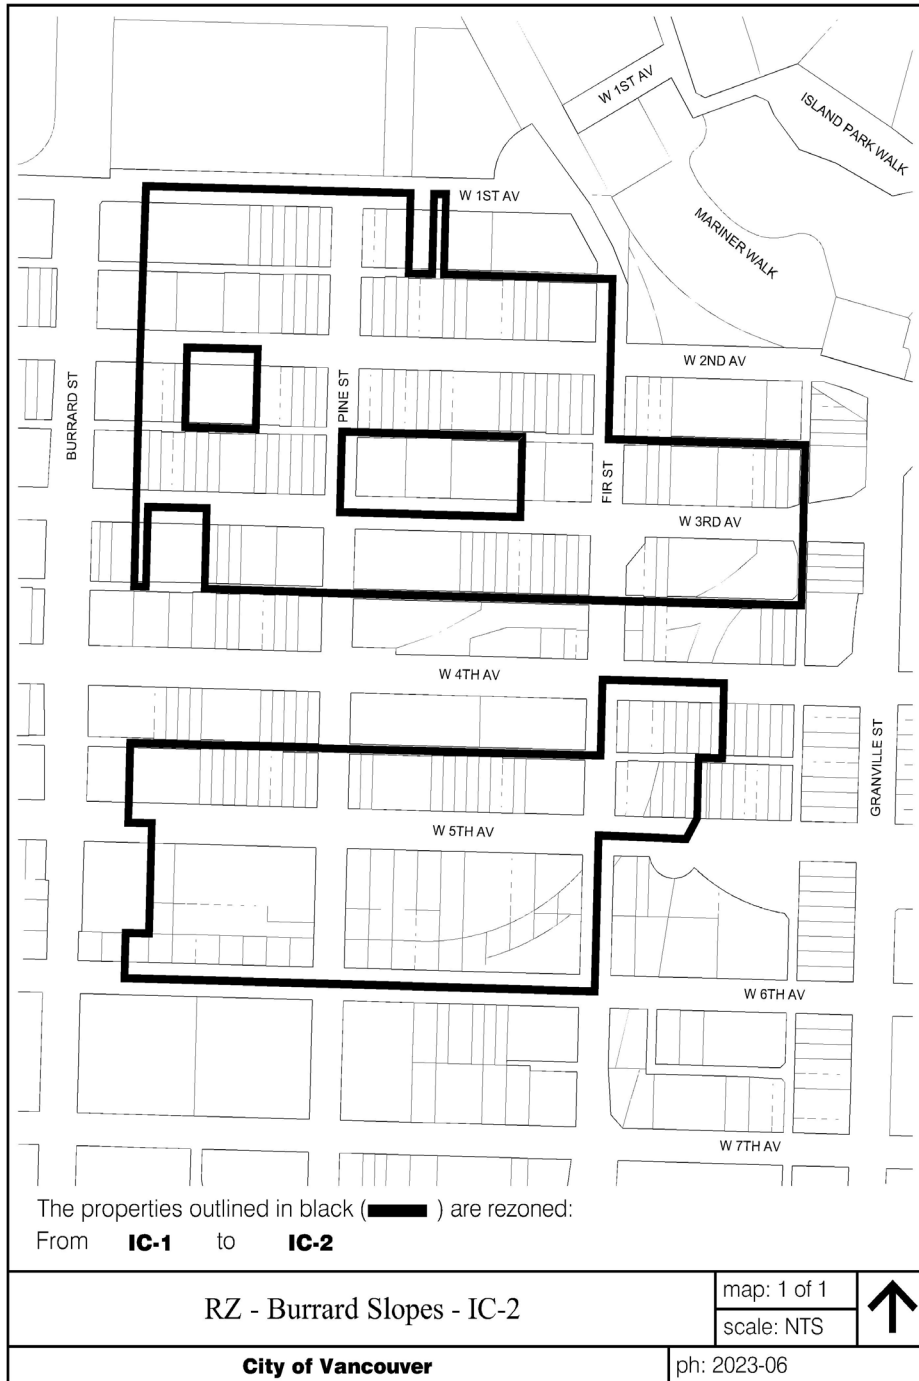 W 1ST AV
ISLAND PARK WALK
W 1ST AV
MARINER WALK
W 2ND AV
BURRARD ST
PINE ST
FIR ST
W 3RD AV
W 4TH AV
GRANVILLE ST
W 5TH AV
W 6TH AV
W 7TH AV
The properties outlined in black ( ) are rezoned:
From IC-1 to IC-2
RZ - Burrard Slopes - IC-2
map: 1 of 1
scale: NTS
City of Vancouver
ph: 2023-06